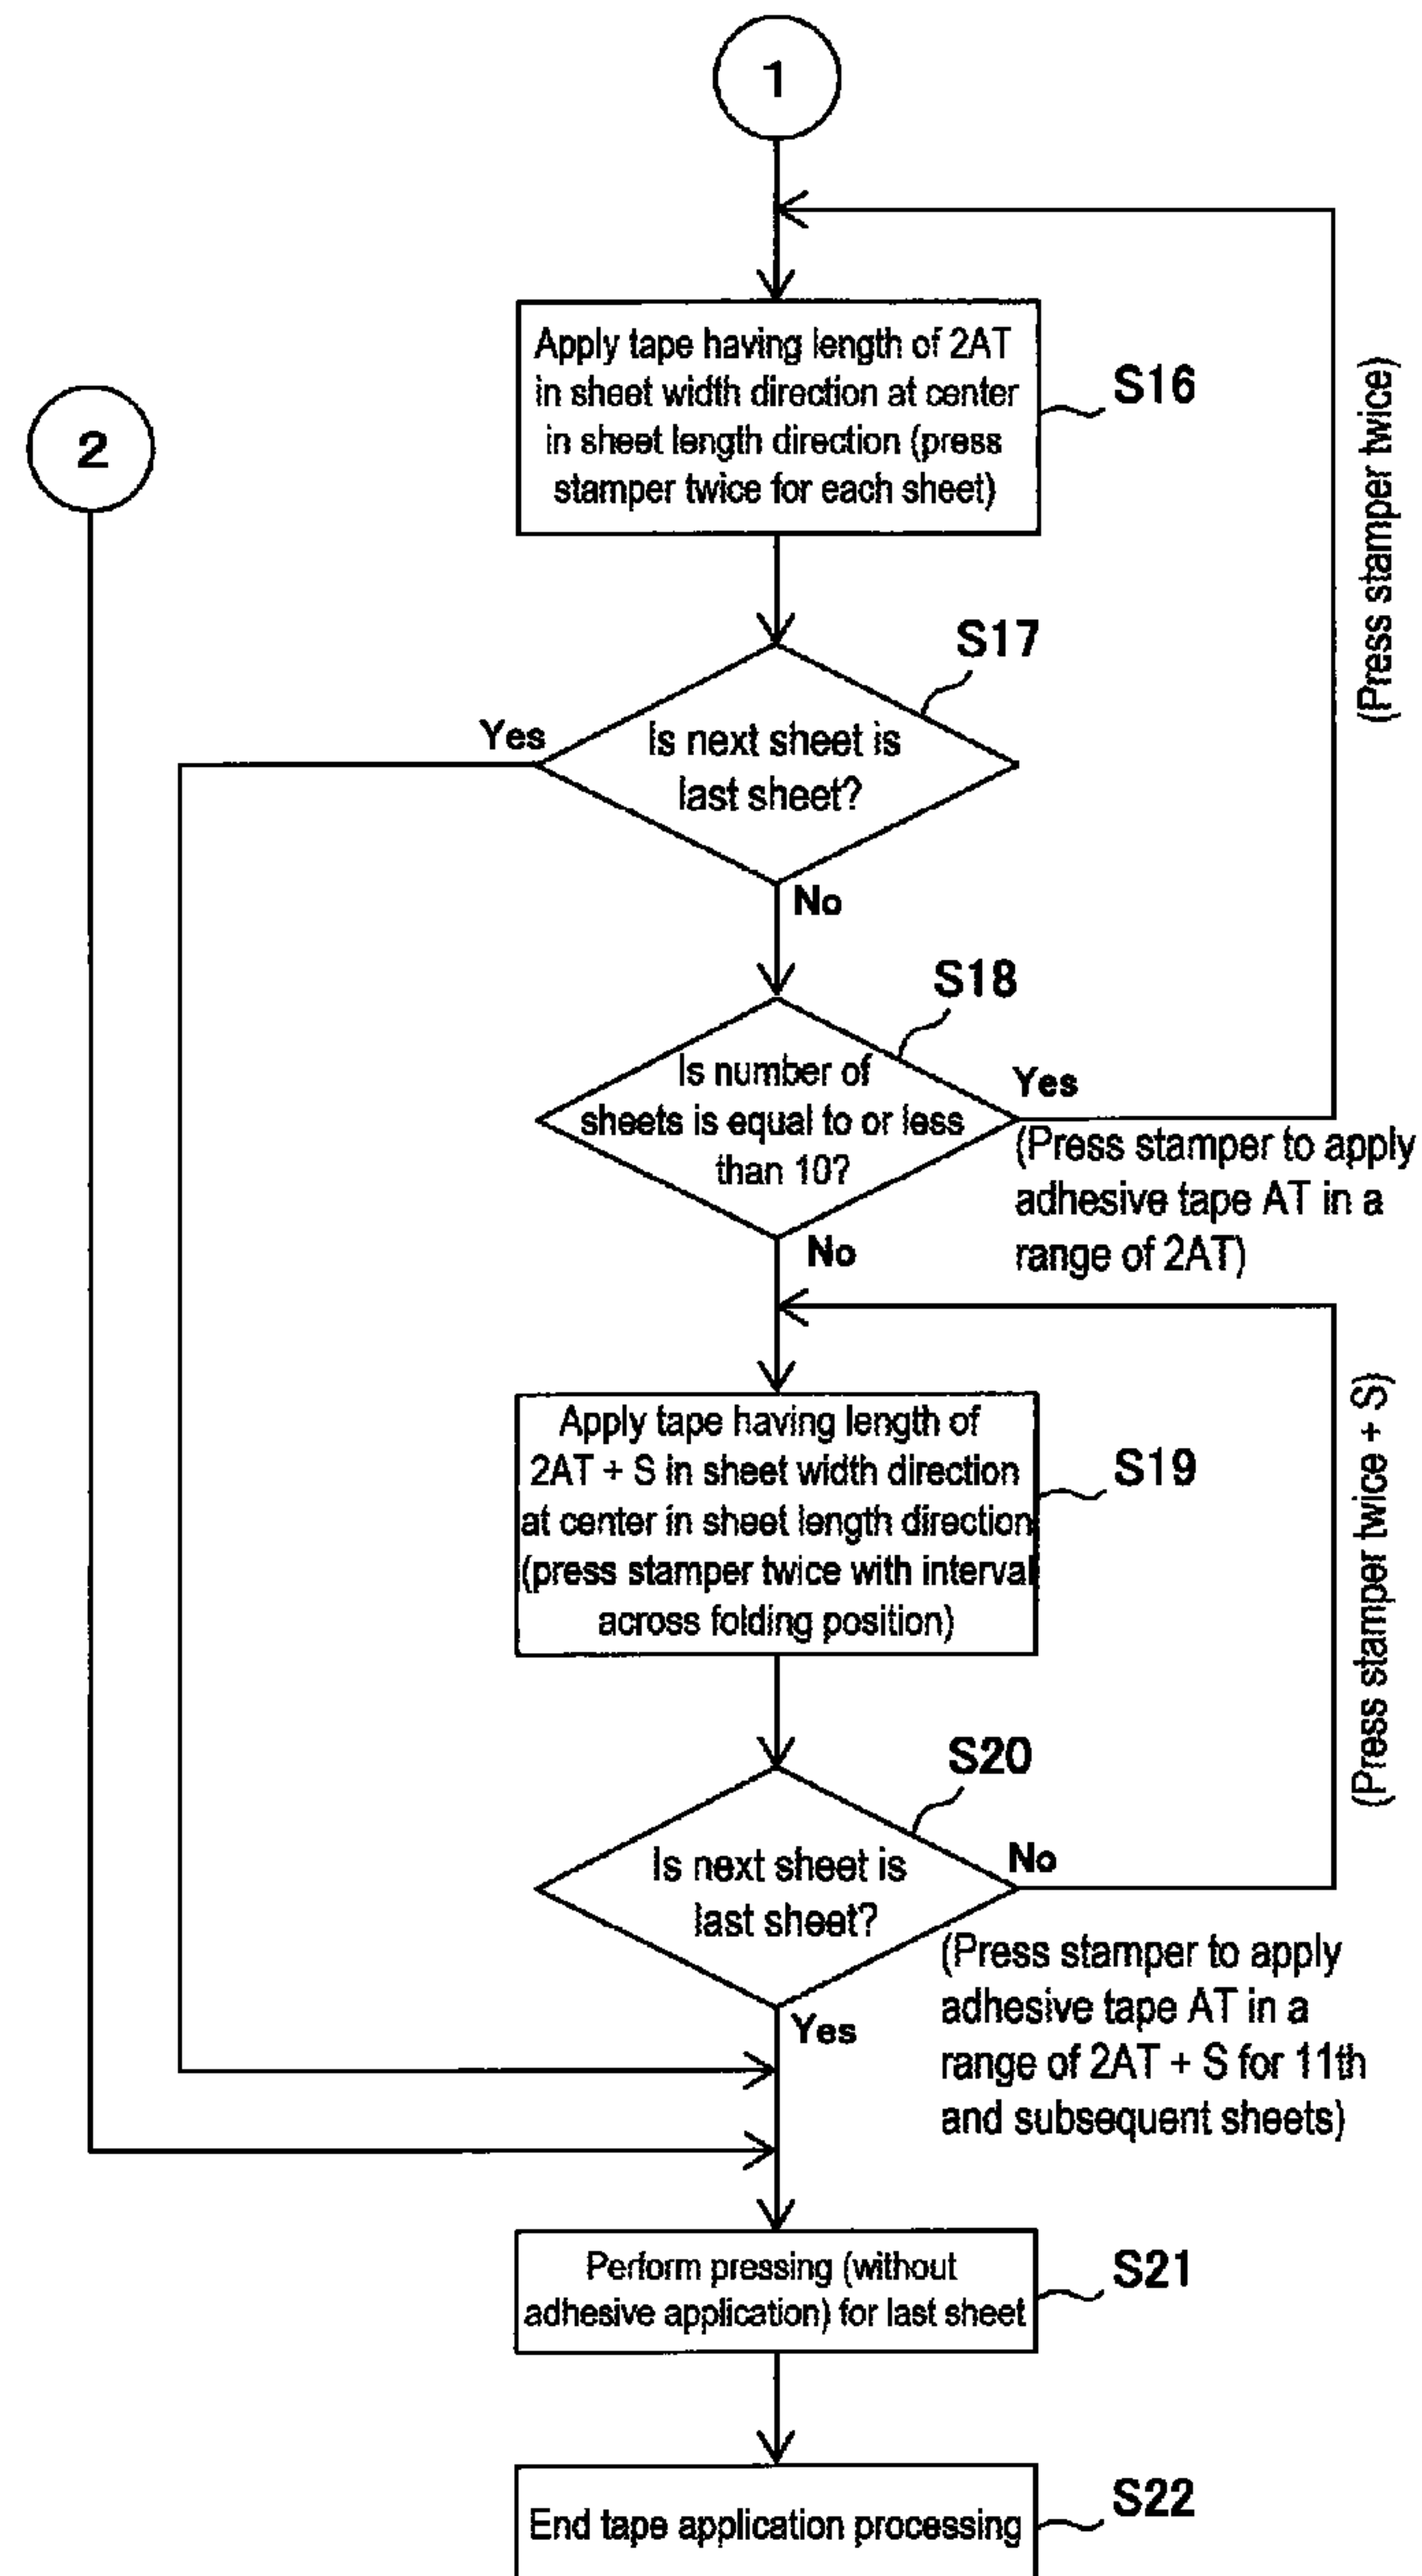 1
Apply tape having length of 2AT
in sheet width direction at center
in sheet length direction (press
stamper twice for each sheet)
S16
(Press stamper twice)
2
S17
Yes
Is next sheet is
last sheet?
No
S18
Is number of
sheets is equal to or less
than 10?
Yes
(Press stamper to apply
adhesive tape AT in a
range of 2AT)
No
Apply tape having length of
2AT + S in sheet width direction
at center in sheet length direction
(press stamper twice with interval
across folding position)
S19
(Press stamper twice + S)
S20
Is next sheet is
last sheet?
No
(Press stamper to apply
adhesive tape AT in a
range of 2AT + S for 11th
and subsequent sheets)
Yes
Perform pressing (without
adhesive application) for last sheet
S21
End tape application processing
S22